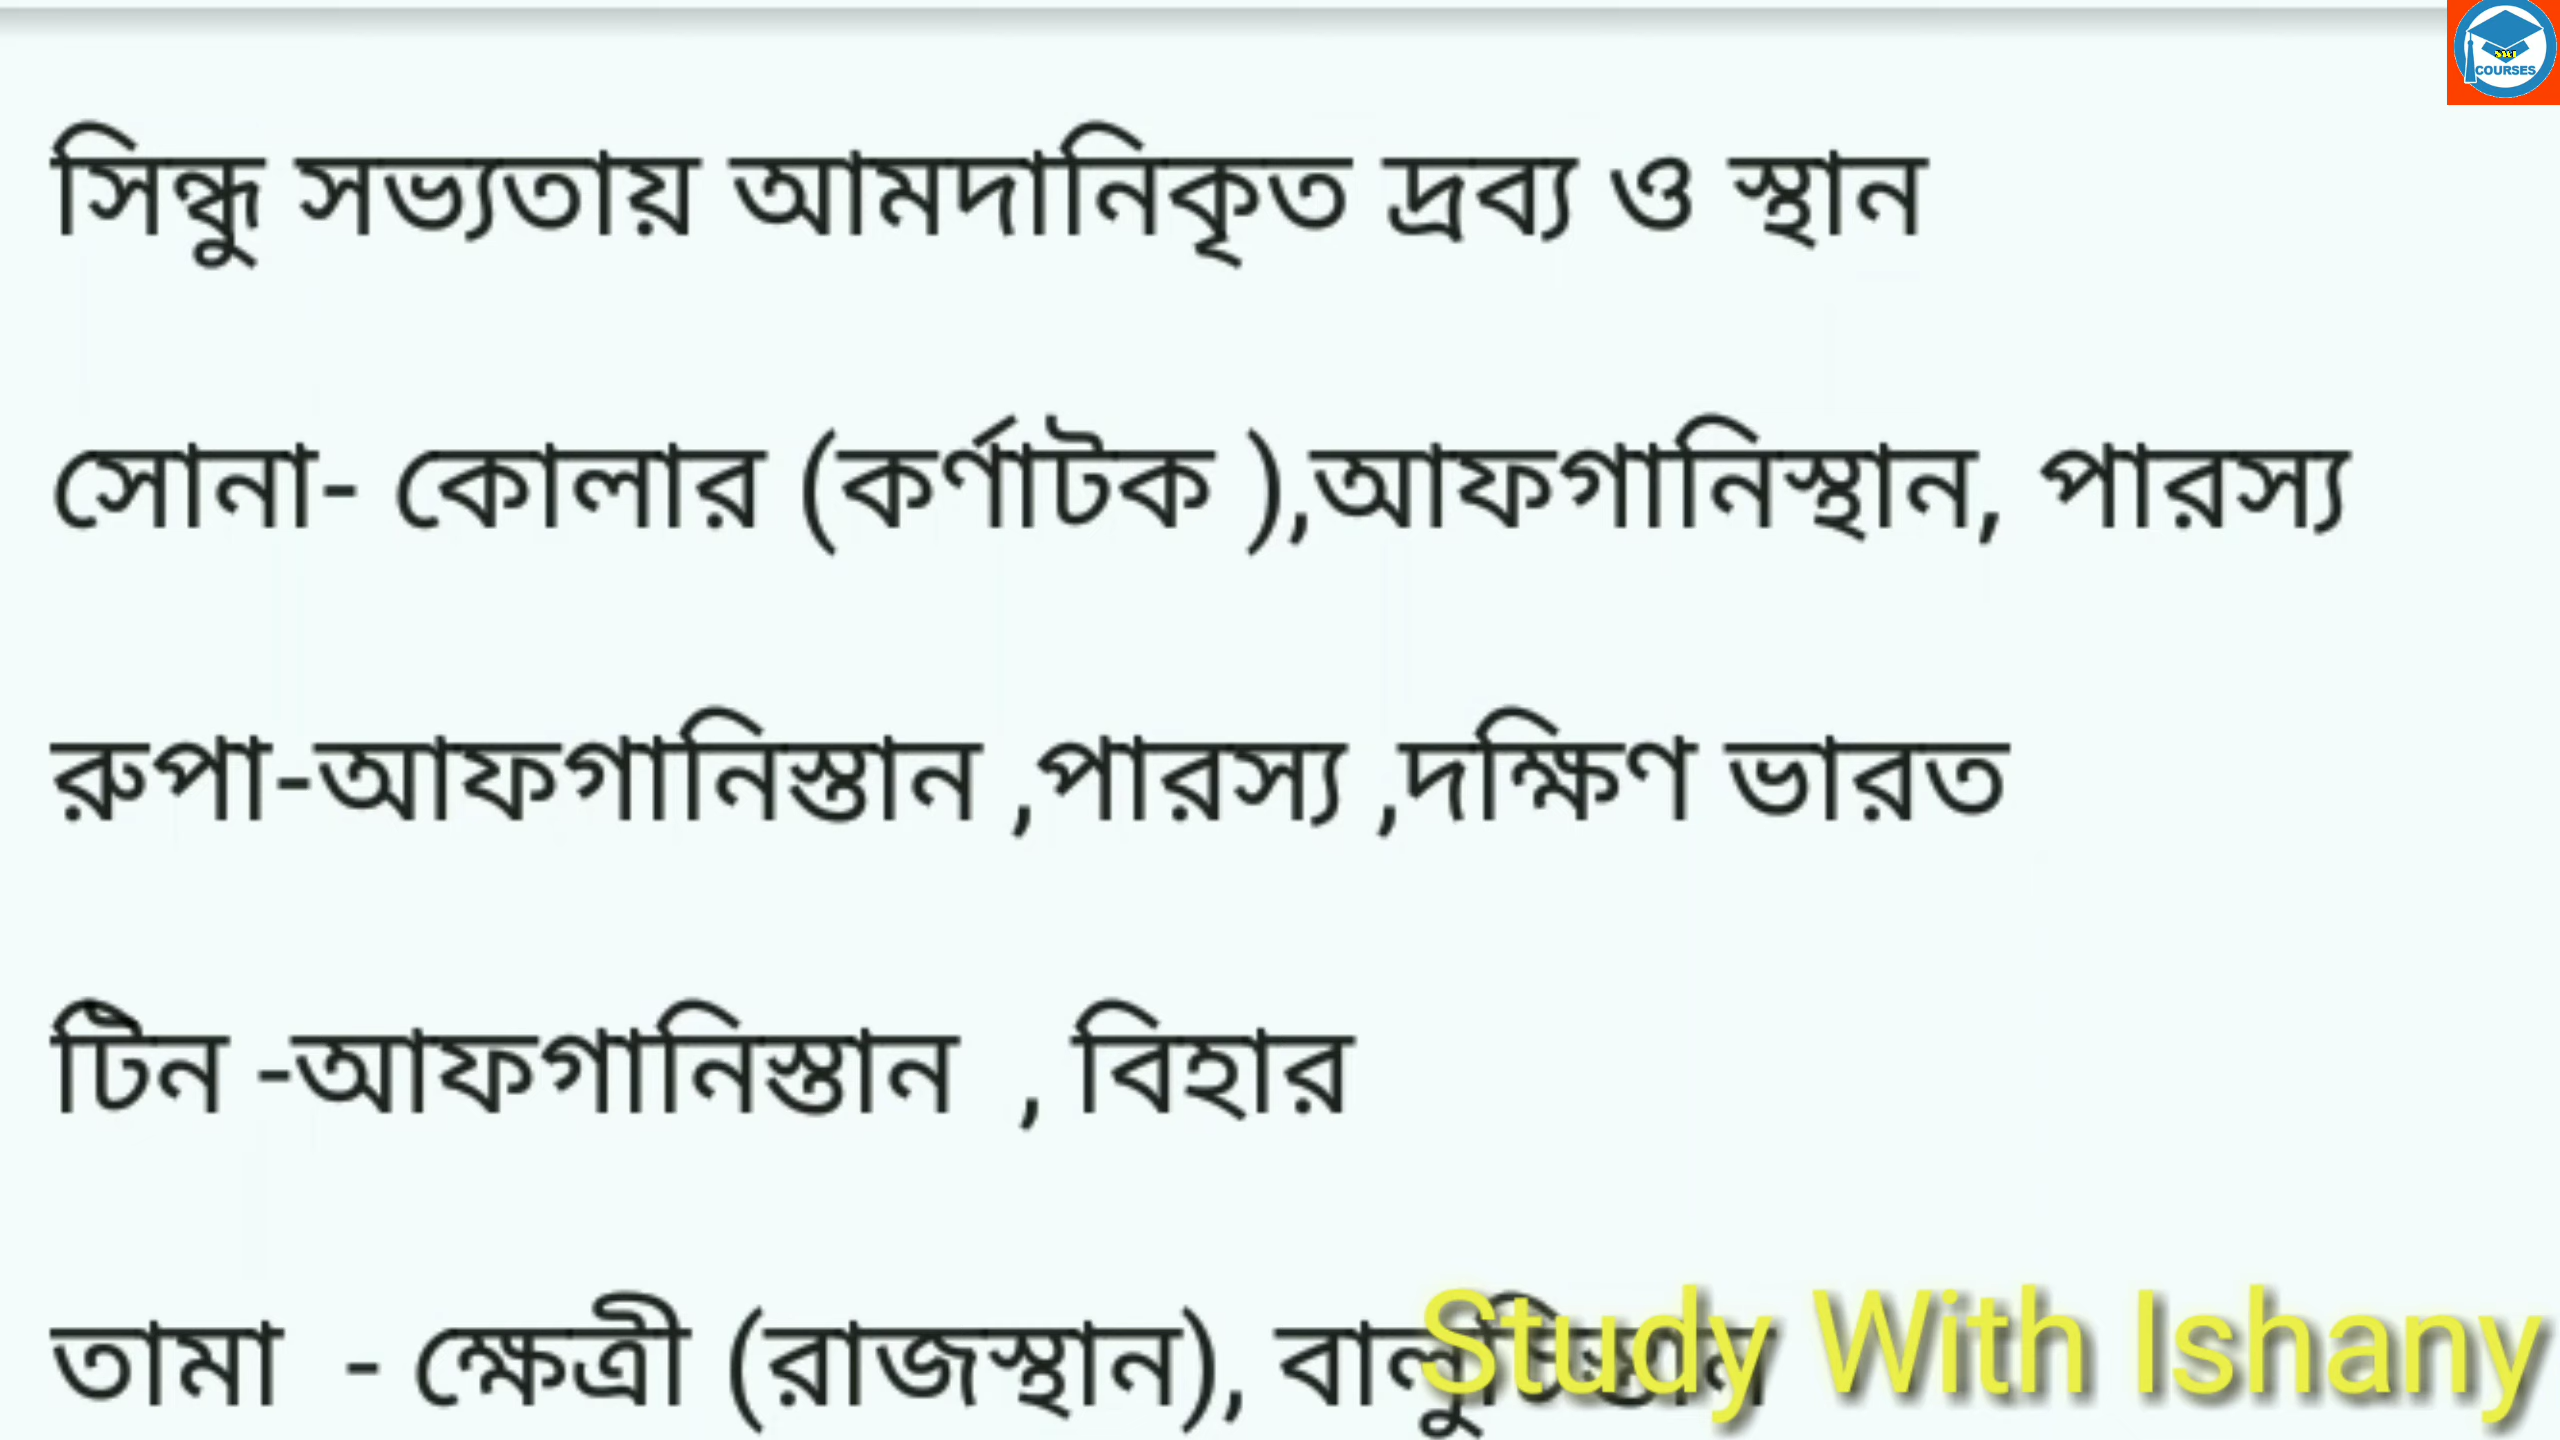 COURSES
সিন্ধু সভ্যতায় আমদানিকৃত দ্রব্য ও স্থান
সোনা- কোলার (কর্ণাটক ),আফগানিস্থান, পারস্য
রুপা-আফগানিস্তান ,পারস্য ,দক্ষিণ ভারত
টিন -আফগানিস্তান , বিহার
তামা - ক্ষেত্রী (রাজস্থান),
Study With Ishany